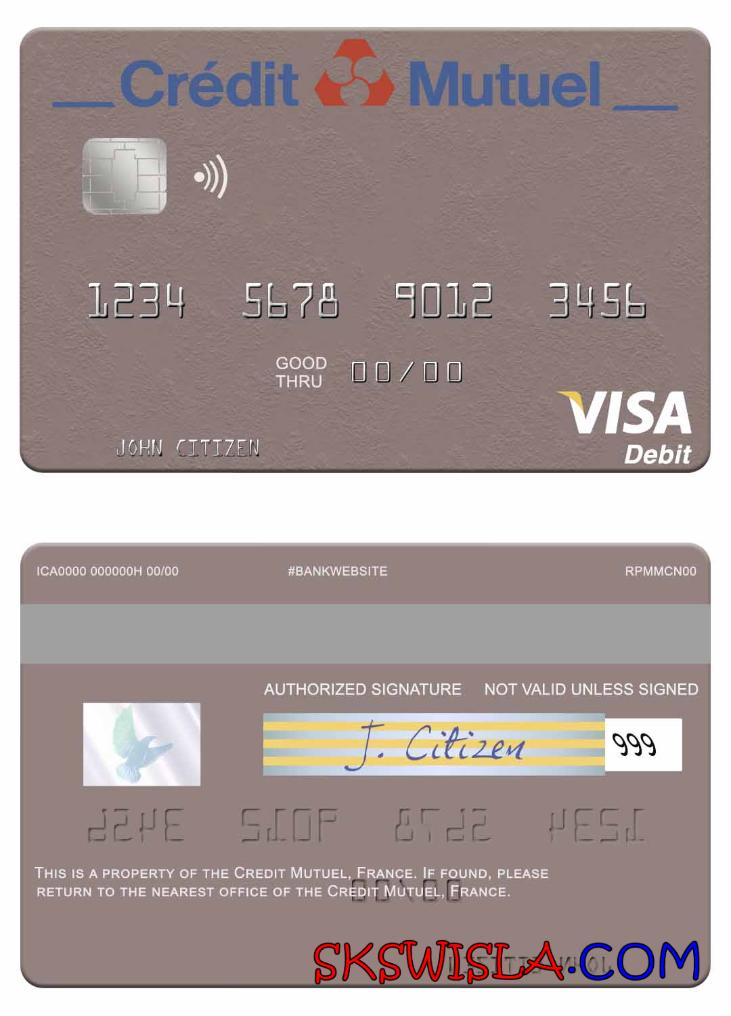 Crédit Mutuel
1234 5678 9012 3456
GOOD THRU 00/00
VISA
Debit
JOHN CITIZEN
ICA0000 000000H 00/00 #BANKWEBSITE RPMMCN00
AUTHORIZED SIGNATURE NOT VALID UNLESS SIGNED
J. Citizen 999
THIS IS A PROPERTY OF THE CREDIT MUTUEL, FRANCE. IF FOUND, PLEASE
RETURN TO THE NEAREST OFFICE OF THE CREDIT MUTUEL, FRANCE.
SKSWISLA.COM